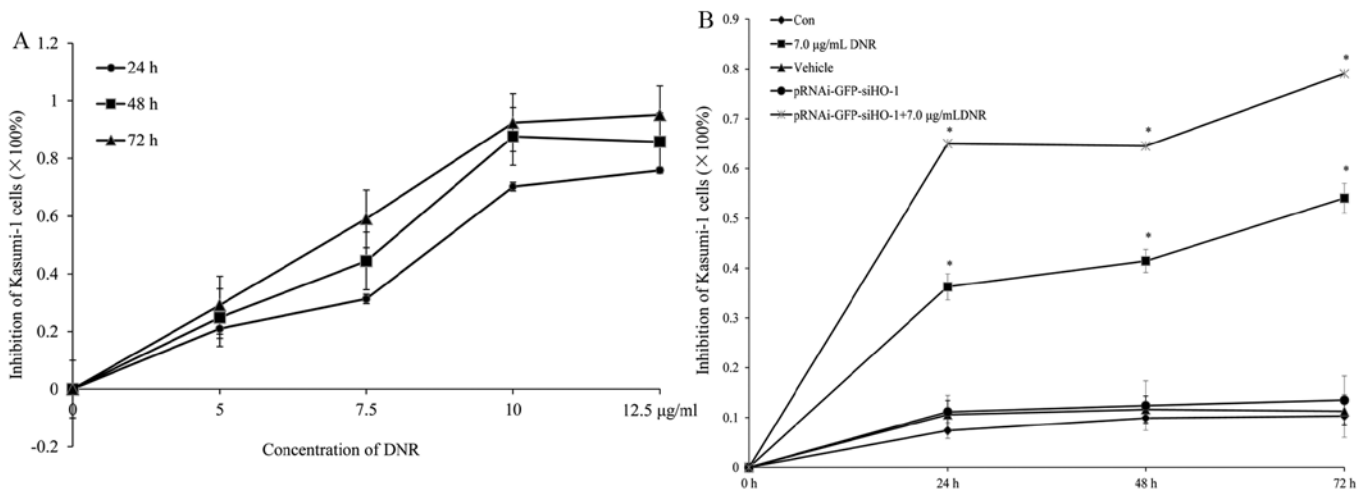 A
1.2
1
0.8
0.6
0.4
0.2
0
-0.2
Inhibition of Kasumi-1 cells (×100%)
24 h
48 h
72 h
0 5 7.5 10 12.5 μg/ml
Concentration of DNR
B
0.9
0.8
0.7
0.6
0.5
0.4
0.3
0.2
0.1
0
Inhibition of Kasumi-1 cells (×100%)
Con
7.0 μg/mL DNR
Vehicle
pRNAi-GFP-siHO-1
pRNAi-GFP-siHO-1+7.0 μg/mLDNR
* * *
* * *
0 h 24 h 48 h 72 h